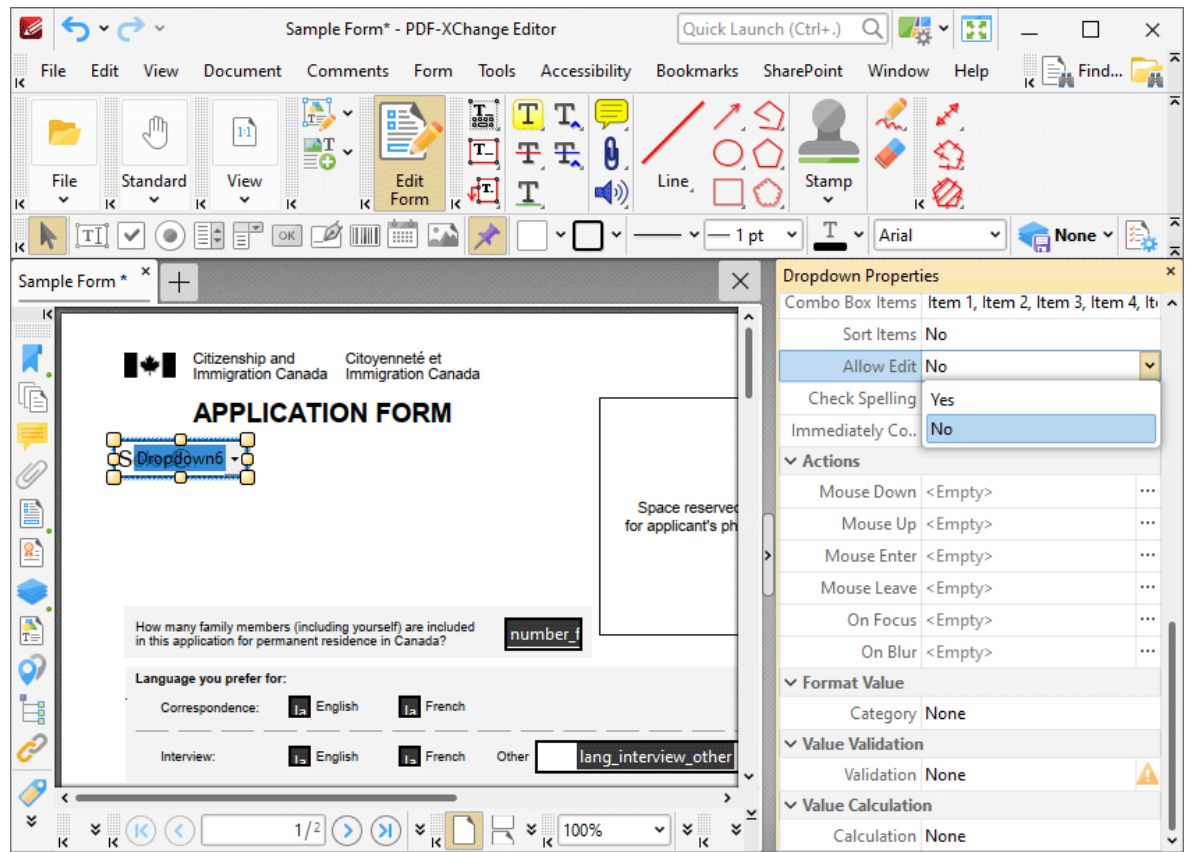 Sample Form* - PDF-XChange Editor
Quick Launch (Ctrl+.)
File Edit View Document Comments Form Tools Accessibility Bookmarks SharePoint Window Help Find...
File Standard View Edit Form Line Stamp
OK 1 pt Arial None
Sample Form *
Dropdown Properties
Citizenship and Immigration Canada
Citoyenneté et Immigration Canada
APPLICATION FORM
Dropdown6
Space reserved
for applicant's ph
How many family members (including yourself) are included
in this application for permanent residence in Canada?
number_f
Language you prefer for:
Correspondence: la English la French
Interview: la English la French Other lang_interview_other
1/2
100%
Combo Box Items Item 1, Item 2, Item 3, Item 4, Ite
Sort Items No
Allow Edit No
Check Spelling Yes
Immediately Co.. No
Actions
Mouse Down <Empty> ...
Mouse Up <Empty> ...
Mouse Enter <Empty> ...
Mouse Leave <Empty> ...
On Focus <Empty> ...
On Blur <Empty> ...
Format Value
Category None
Value Validation
Validation None
Value Calculation
Calculation None